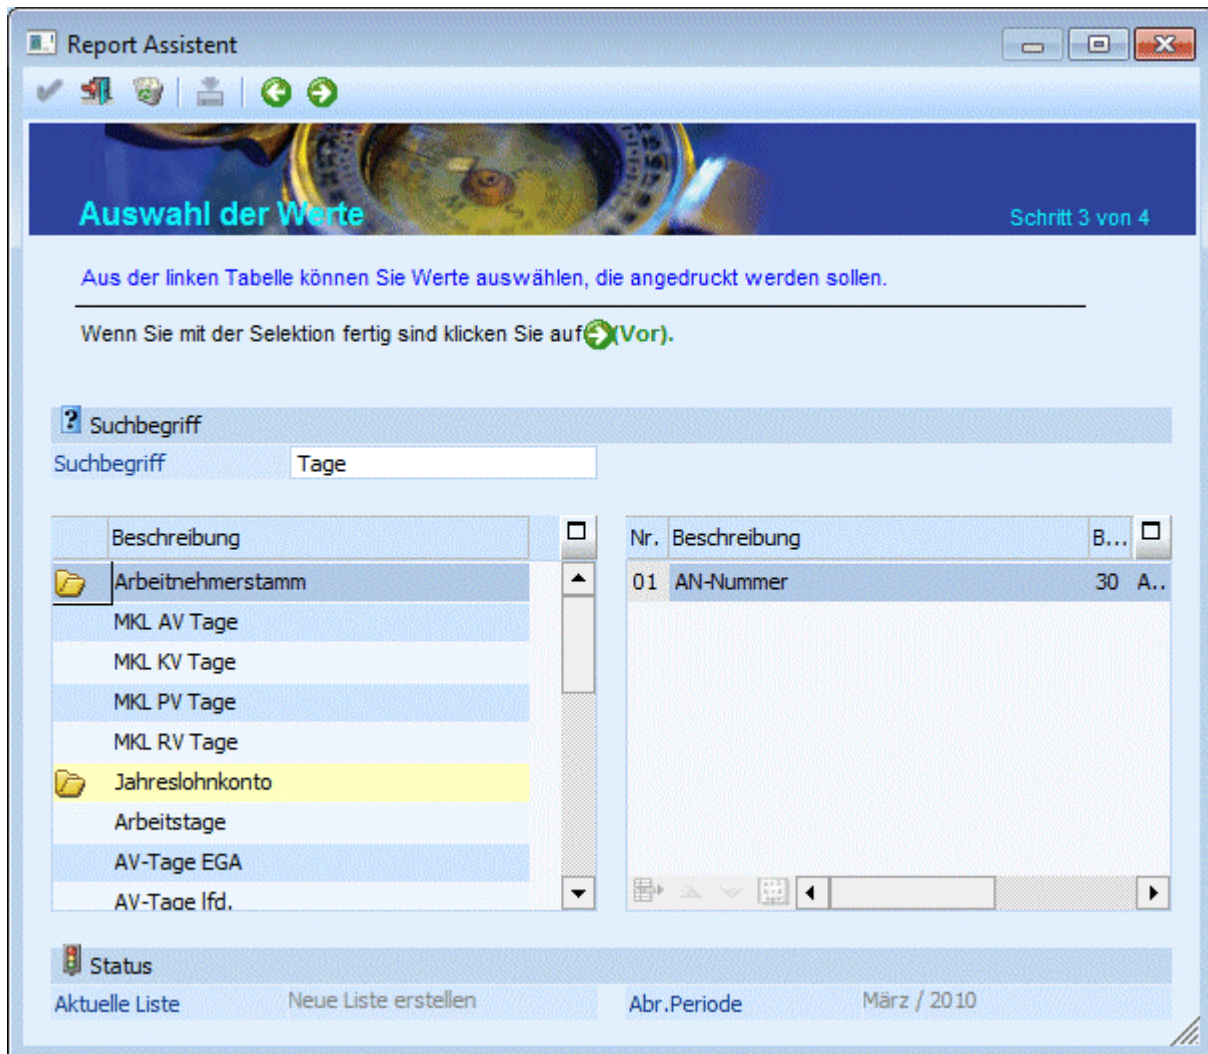 Report Assistent
Auswahl der Werte
Schritt 3 von 4
Aus der linken Tabelle können Sie Werte auswählen, die angedruckt werden sollen.
Wenn Sie mit der Selektion fertig sind klicken Sie auf (Vor).
Suchbegriff
Suchbegriff Tage
Beschreibung
Arbeitnehmerstamm
MKL AV Tage
MKL KV Tage
MKL PV Tage
MKL RV Tage
Jahreslohnkonto
Arbeitstage
AV-Tage EGA
AV-Tage lfd.
Nr. Beschreibung B...
01 AN-Nummer 30 A..
Status
Aktuelle Liste Neue Liste erstellen Abr.Periode März / 2010